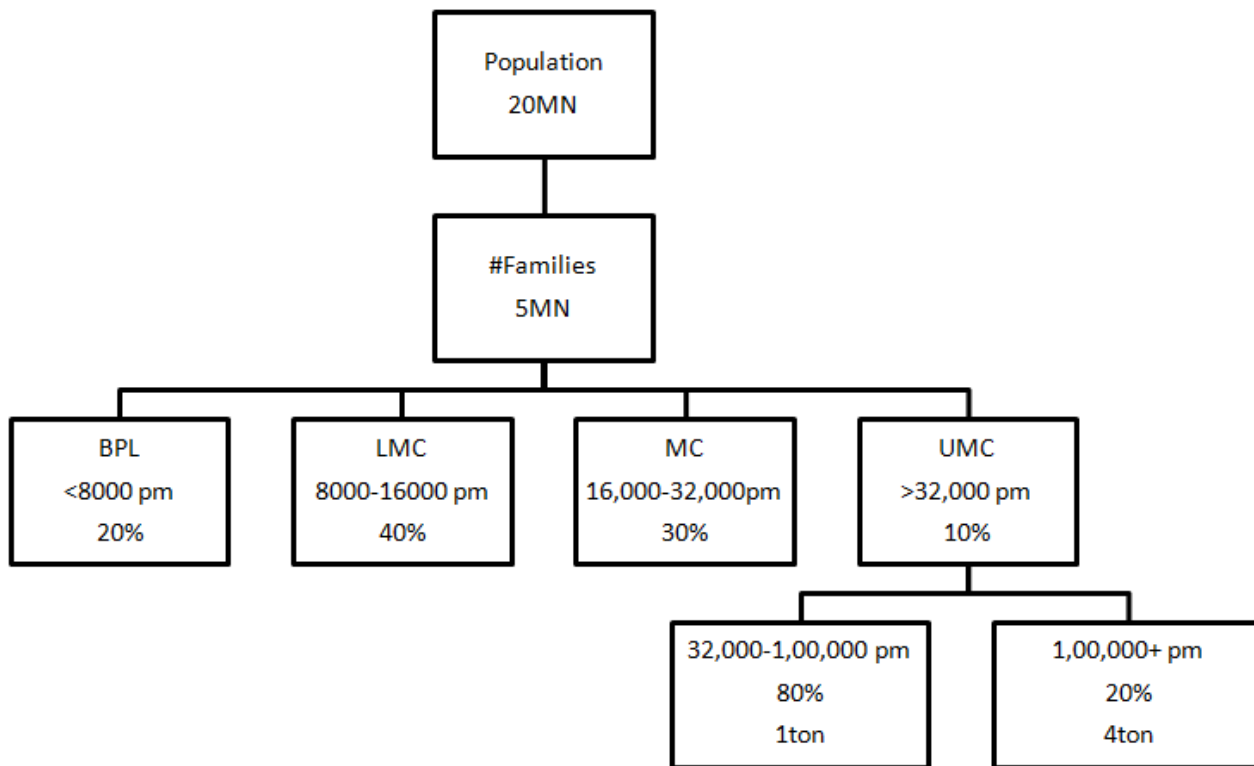 Population
20MN
#Families
5MN
BPL
<8000 pm
20%
LMC
8000-16000 pm
40%
MC
16,000-32,000pm
30%
UMC
>32,000 pm
10%
32,000-1,00,000 pm
80%
1ton
1,00,000+ pm
20%
4ton